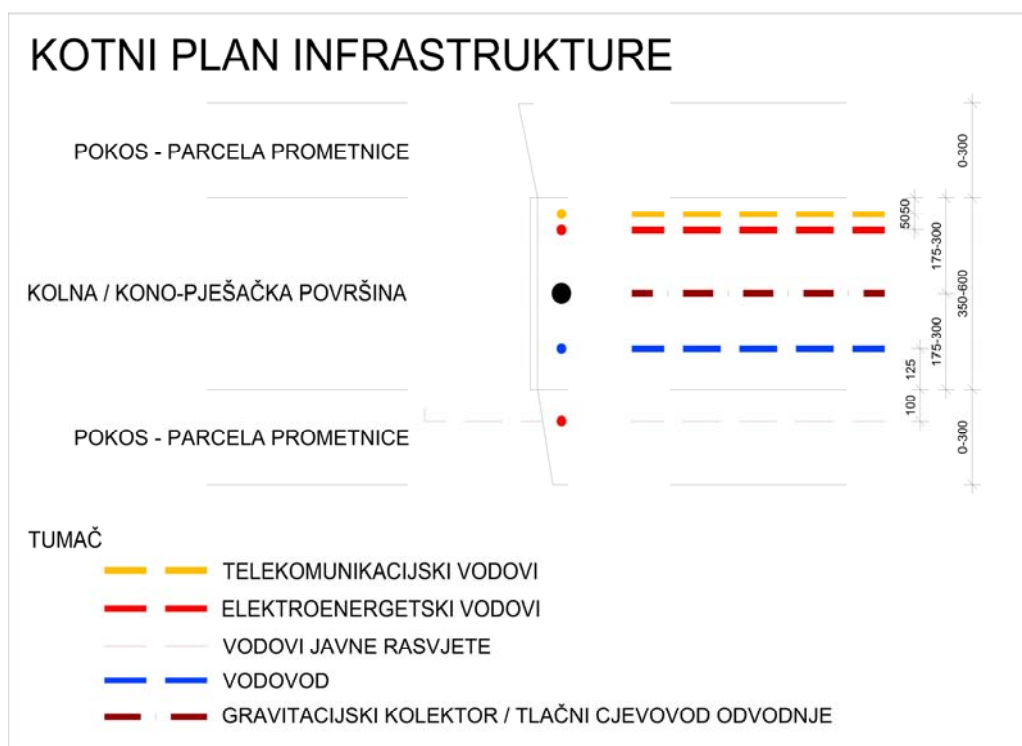 KOTNI PLAN INFRASTRUKTURE
POKOS - PARCELA PROMETNICE
0-300
5050
175-300
KOLNA / KONO-PJEŠAČKA POVRŠINA
350-600
175-300
125
100
POKOS - PARCELA PROMETNICE
0-300
TUMAČ
TELEKOMUNIKACIJSKI VODOVI
ELEKTROENERGETSKI VODOVI
VODOVI JAVNE RASVJETE
VODOVOD
GRAVITACIJSKI KOLEKTOR / TLAČNI CJEVOVOD ODVODNJE